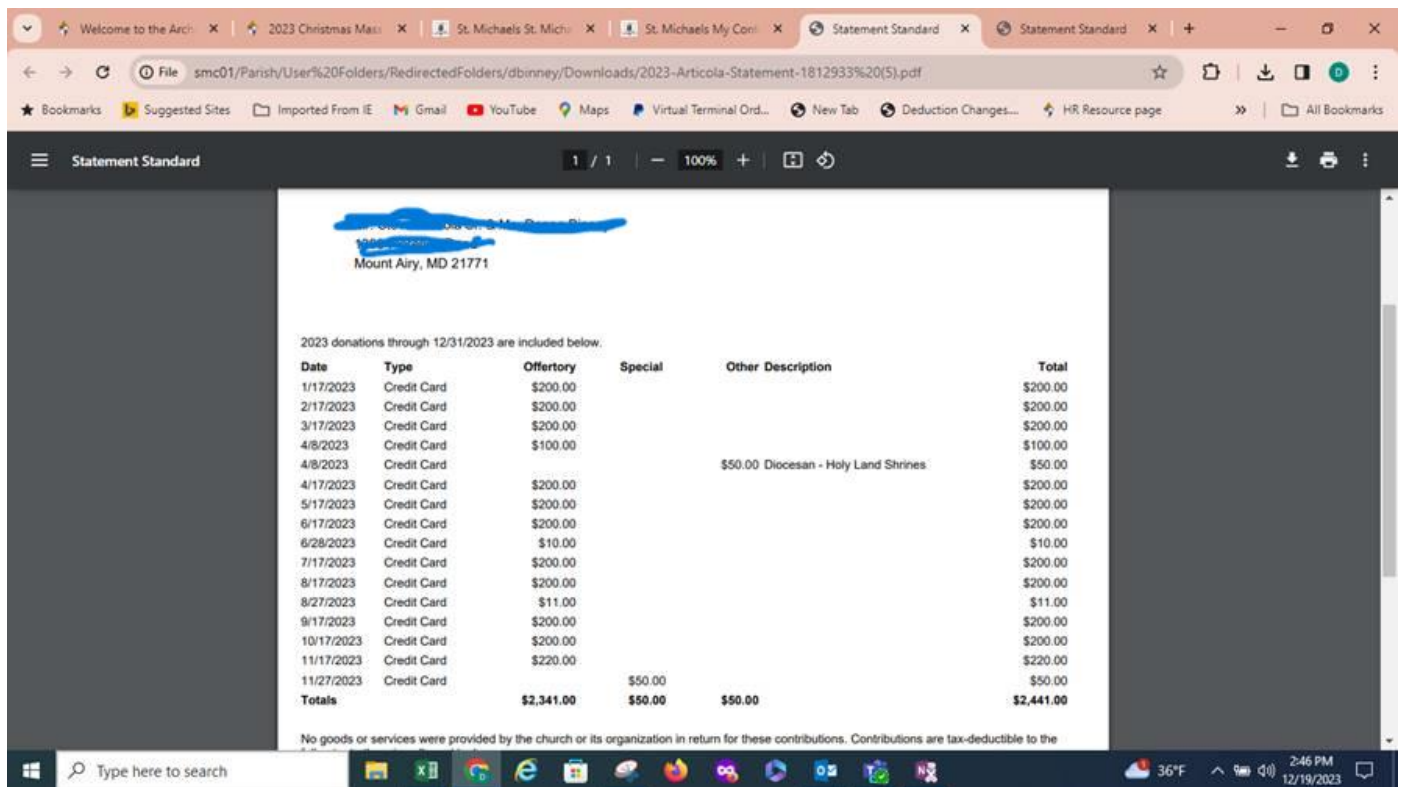 Welcome to the Arch 2023 Christmas Mass St. Michaels St. Micha St. Michaels My Cont Statement Standard Statement Standard
File smc01/Parish/User%20Folders/RedirectedFolders/dbinney/Downloads/2023-Articola-Statement-1812933%20(5).pdf
Bookmarks Suggested Sites Imported From IE Gmail YouTube Maps Virtual Terminal Ord... New Tab Deduction Changes... HR Resource page » All Bookmarks
Statement Standard 1 / 1 100%
Mount Airy, MD 21771
2023 donations through 12/31/2023 are included below.
Date Type Offertory Special Other Description Total
1/17/2023 Credit Card $200.00 $200.00
2/17/2023 Credit Card $200.00 $200.00
3/17/2023 Credit Card $200.00 $200.00
4/8/2023 Credit Card $100.00 $100.00
4/8/2023 Credit Card $50.00 Diocesan - Holy Land Shrines $50.00
4/17/2023 Credit Card $200.00 $200.00
5/17/2023 Credit Card $200.00 $200.00
6/17/2023 Credit Card $200.00 $200.00
6/28/2023 Credit Card $10.00 $10.00
7/17/2023 Credit Card $200.00 $200.00
8/17/2023 Credit Card $200.00 $200.00
8/27/2023 Credit Card $11.00 $11.00
9/17/2023 Credit Card $200.00 $200.00
10/17/2023 Credit Card $200.00 $200.00
11/17/2023 Credit Card $220.00 $220.00
11/27/2023 Credit Card $50.00 $50.00
Totals $2,341.00 $50.00 $50.00 $2,441.00
No goods or services were provided by the church or its organization in return for these contributions. Contributions are tax-deductible to the
Type here to search 36°F 2:46 PM
12/19/2023